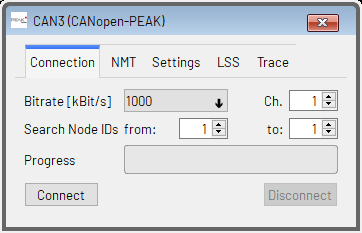 CAN3 (CANopen-PEAK)
Connection NMT Settings LSS Trace
Bitrate [kBit/s] 1000 Ch. 1
Search Node IDs from: 1 to: 1
Progress
Connect Disconnect